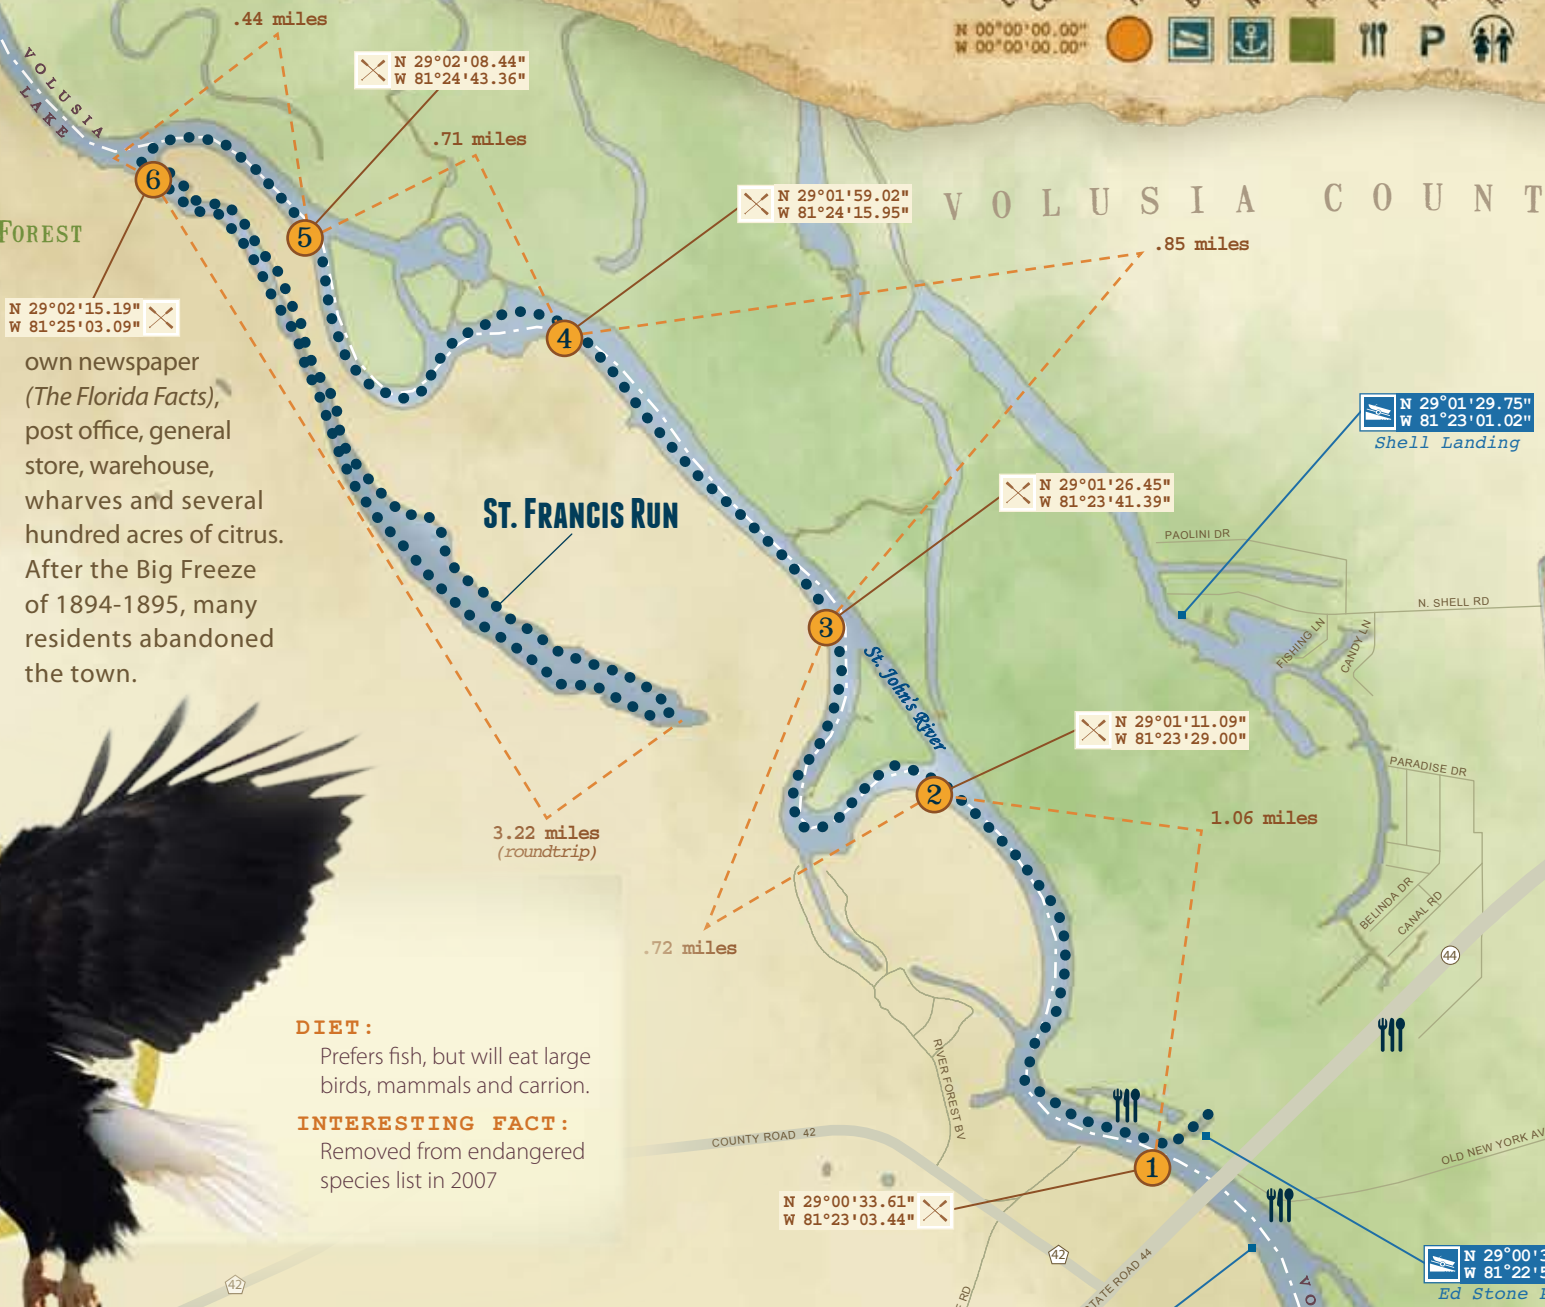 .44 miles
N 00°00'00.00"
W 00°00'00.00"
P
VOLUSIA
LAKE
N 29°02'08.44"
W 81°24'43.36"
.71 miles
6
N 29°01'59.02"
W 81°24'15.95"
VOLUSIA COUNT
FOREST
5
.85 miles
N 29°02'15.19"
W 81°25'03.09"
4
own newspaper
(The Florida Facts),
post office, general
store, warehouse,
wharves and several
hundred acres of citrus.
After the Big Freeze
of 1894-1895, many
residents abandoned
the town.
N 29°01'29.75"
W 81°23'01.02"
Shell Landing
ST. FRANCIS RUN
N 29°01'26.45"
W 81°23'41.39"
PAOLINI DR
N. SHELL RD
3
FISHING LN
CANDY LN
St. John's River
N 29°01'11.09"
W 81°23'29.00"
PARADISE DR
2
3.22 miles
(roundtrip)
1.06 miles
BELINDA DR
CANAL RD
.72 miles
44
DIET:
Prefers fish, but will eat large
birds, mammals and carrion.
INTERESTING FACT:
Removed from endangered
species list in 2007
RIVER FOREST BV
COUNTY ROAD 42
OLD NEW YORK AV
1
N 29°00'33.61"
W 81°23'03.44"
42
42
STATE ROAD 44
RD
VO
N 29°00'3
W 81°22'5
Ed Stone